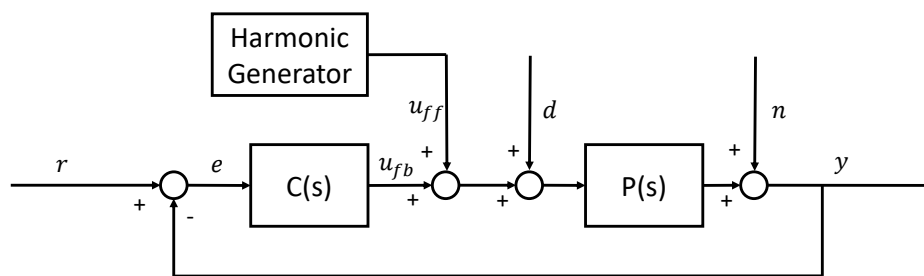 Harmonic
Generator
u_ff
d
n
r
e
C(s)
u_fb
P(s)
y
+
-
+
+
+
+
+
+